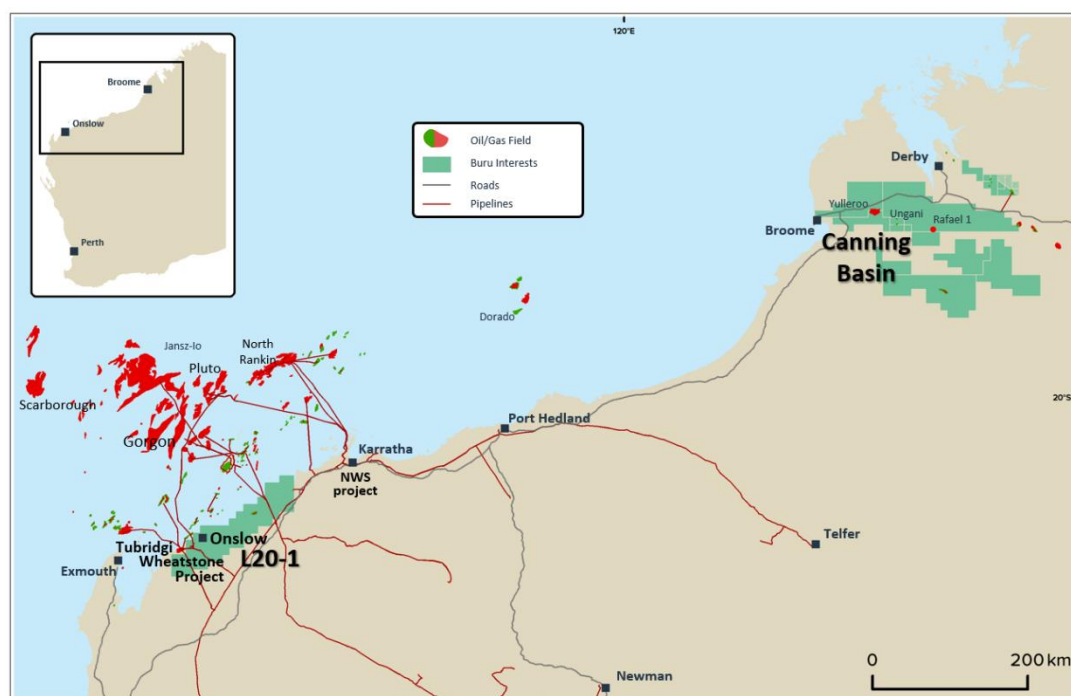 120°E
Broome
Onslow
Perth
Oil/Gas Field
Buru Interests
Roads
Pipelines
Derby
Yulleroo
Ungani
Rafael 1
Broome
Canning
Basin
Dorado
Jansz-Io
North
Rankin
Pluto
Scarborough
Gorgon
20°S
Port Hedland
Karratha
NWS
project
Onslow
L20-1
Tubridgi
Wheatstone
Project
Exmouth
Telfer
Newman
0 200 km